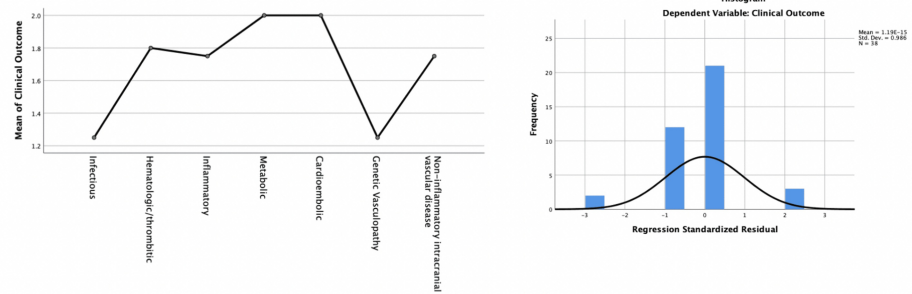 Mean of Clinical Outcome
2.0
1.8
1.6
1.4
1.2
Infectious
Hematologic/thrombitic
Inflammatory
Metabolic
Cardioembolic
Genetic Vasculopathy
Non-inflammatory intracranial
vascular disease
Histogram
Dependent Variable: Clinical Outcome
Mean = 1.19E-15
Std. Dev. = 0.986
N = 38
Frequency
25
20
15
10
5
0
-3 -2 -1 0 1 2 3
Regression Standardized Residual